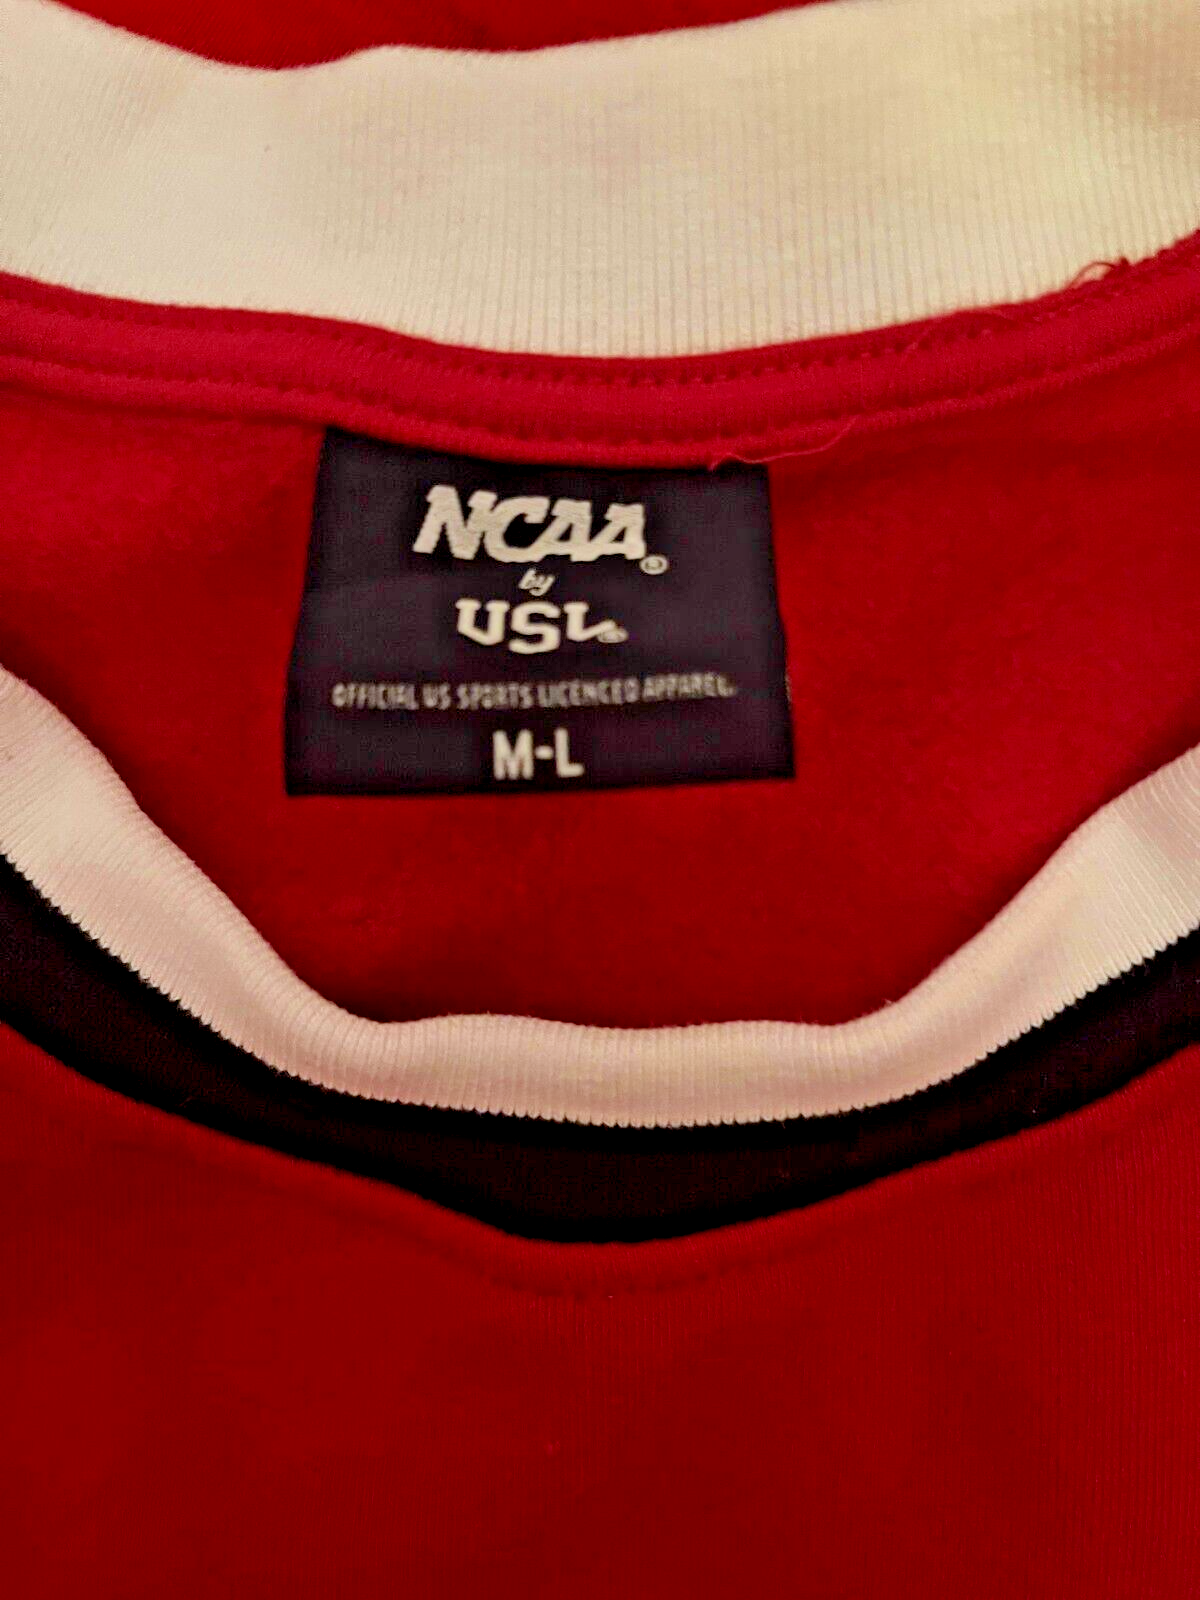 NCAA®
by
USL®
OFFICIAL US SPORTS LICENCED APPAREL.
M-L